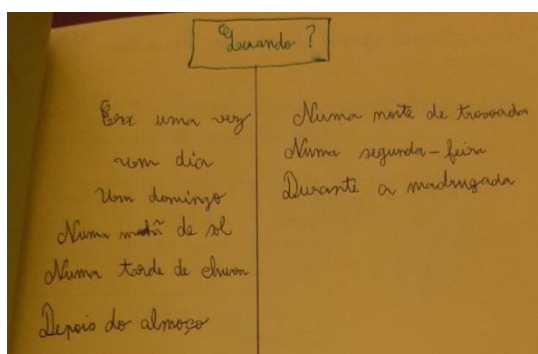 Quando?
Era uma vez
um dia
Um domingo
Numa manhã de sol
Numa tarde de chuva
Depois do almoço
Numa noite de trovoada
Numa segunda-feira
Durante a madrugada